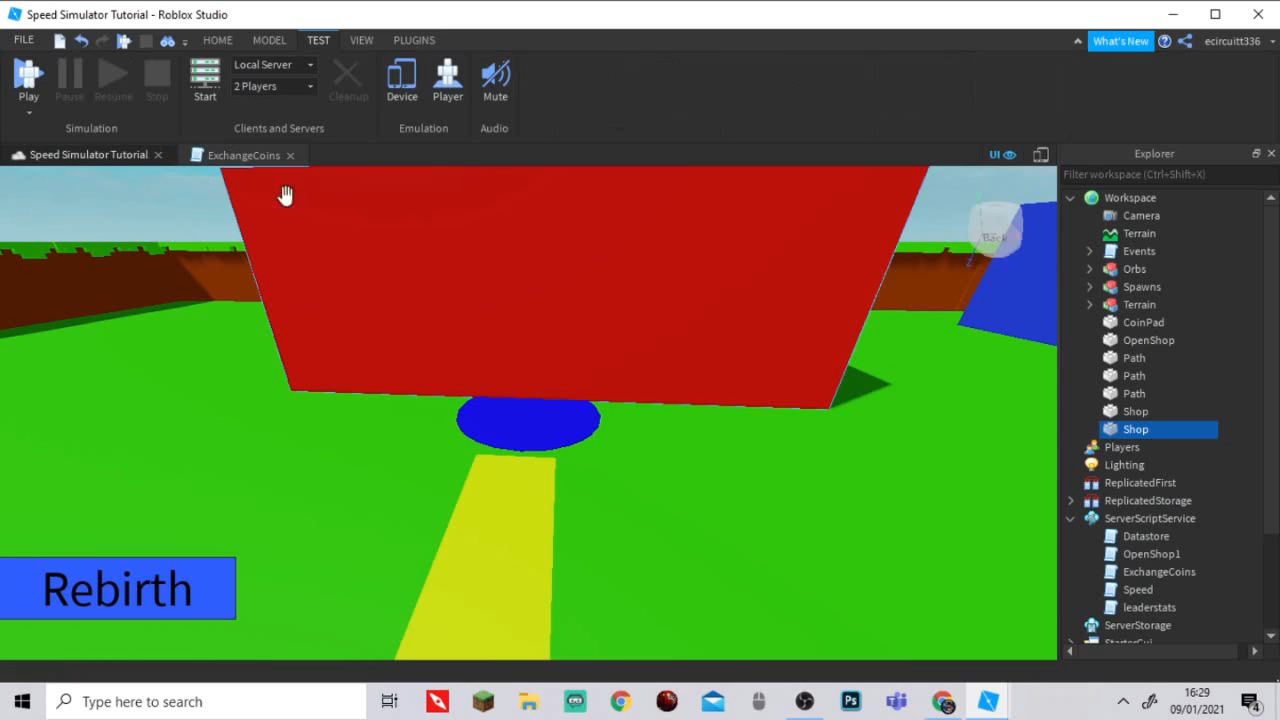 Speed Simulator Tutorial - Roblox Studio
FILE HOME MODEL TEST VIEW PLUGINS What's New ecircuitt336
Play Pause Resume Stop Start Local Server 2 Players Cleanup Device Player Mute
Simulation Clients and Servers Emulation Audio
Speed Simulator Tutorial ExchangeCoins UI Explorer
Filter workspace (Ctrl+Shift+X)
Workspace
Camera
Terrain
Events
Orbs
Spawns
Terrain
CoinPad
OpenShop
Path
Path
Path
Shop
Shop
Players
Lighting
ReplicatedFirst
ReplicatedStorage
ServerScriptService
Datastore
OpenShop1
ExchangeCoins
Speed
leaderstats
ServerStorage
StarterGui
Back
Z
Rebirth
Type here to search
Ps
16:29
09/01/2021
4